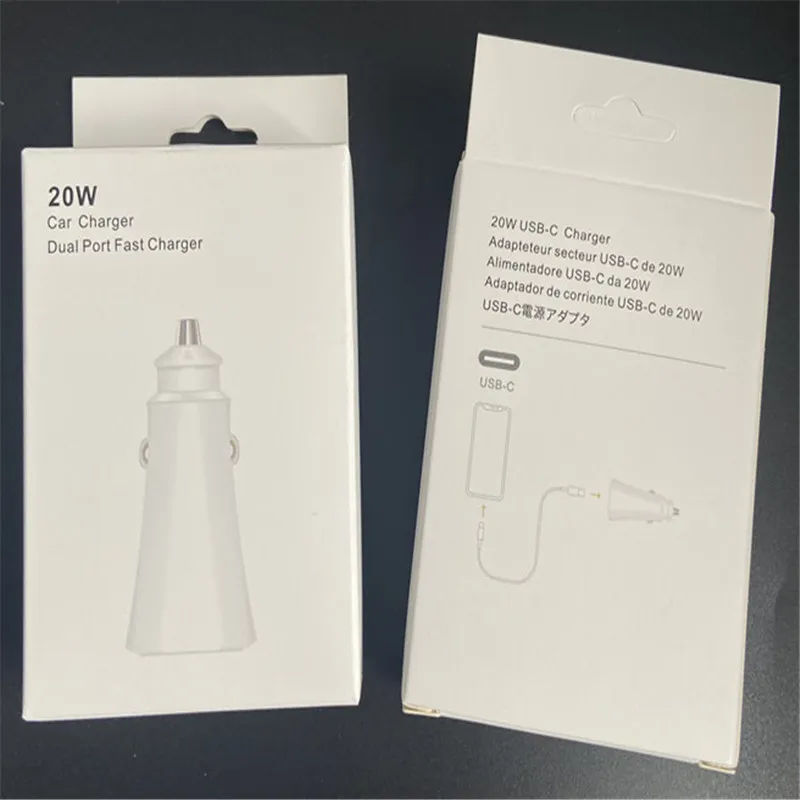 20W
Car Charger
Dual Port Fast Charger
20W USB-C Charger
Adapteteur secteur USB-C de 20W
Alimentadore USB-C da 20W
Adaptador de corriente USB-C de 20W
USB-C電源アダプタ
USB-C